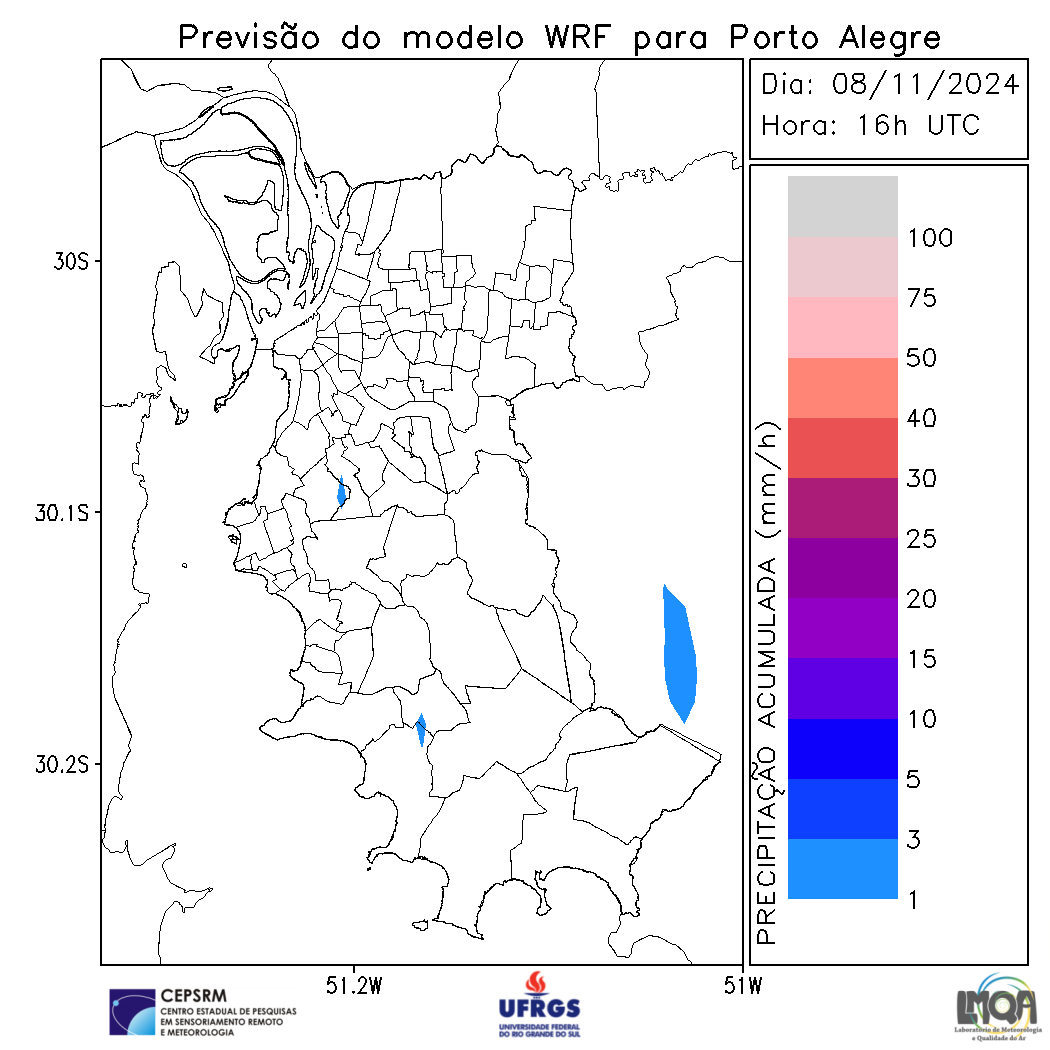 Previsão do modelo WRF para Porto Alegre
Dia: 08/11/2024
Hora: 16h UTC
30S
30.1S
30.2S
51.2W
51W
PRECIPITAÇÃO ACUMULADA (mm/h)
100
75
50
40
30
25
20
15
10
5
3
1
CEPSRM
CENTRO ESTADUAL DE PESQUISAS
EM SENSORIAMENTO REMOTO
E METEOROLOGIA
UFRGS
UNIVERSIDADE FEDERAL
DO RIO GRANDE DO SUL
LMQA
Laboratório de Meteorologia
e Qualidade do Ar